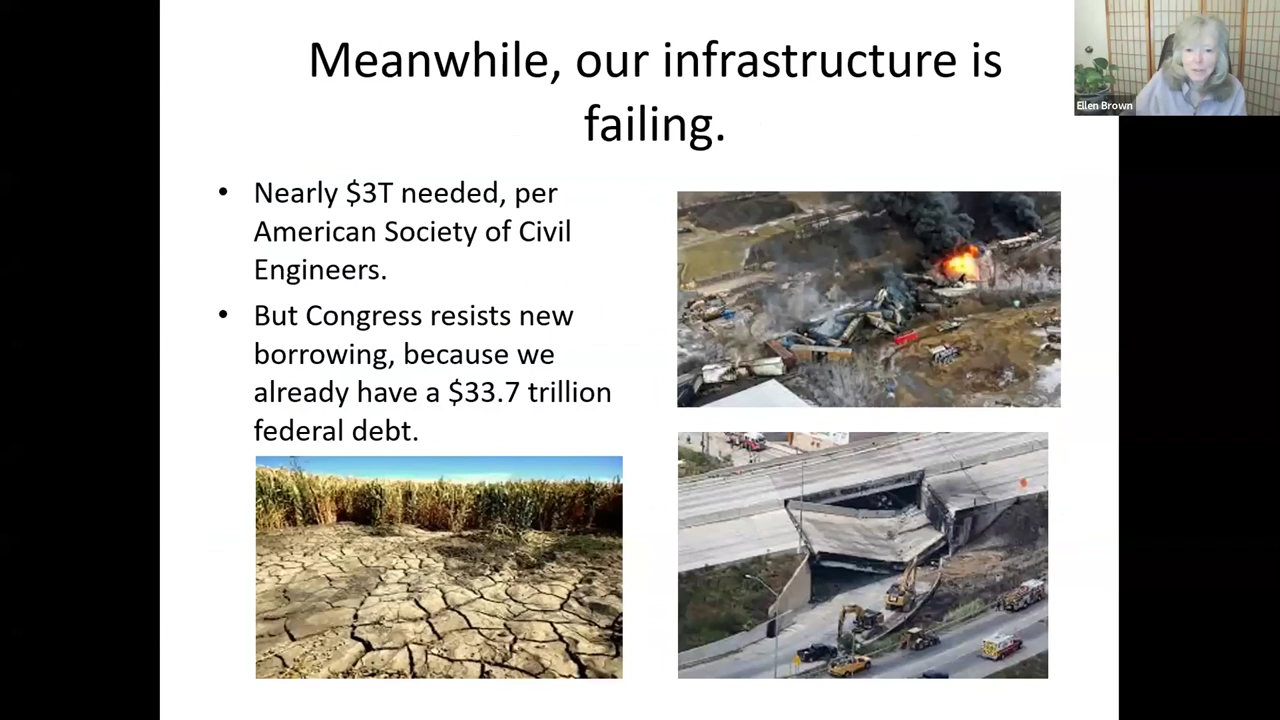 Meanwhile, our infrastructure is
failing.
Ellen Brown
• Nearly $3T needed, per
American Society of Civil
Engineers.
• But Congress resists new
borrowing, because we
already have a $33.7 trillion
federal debt.